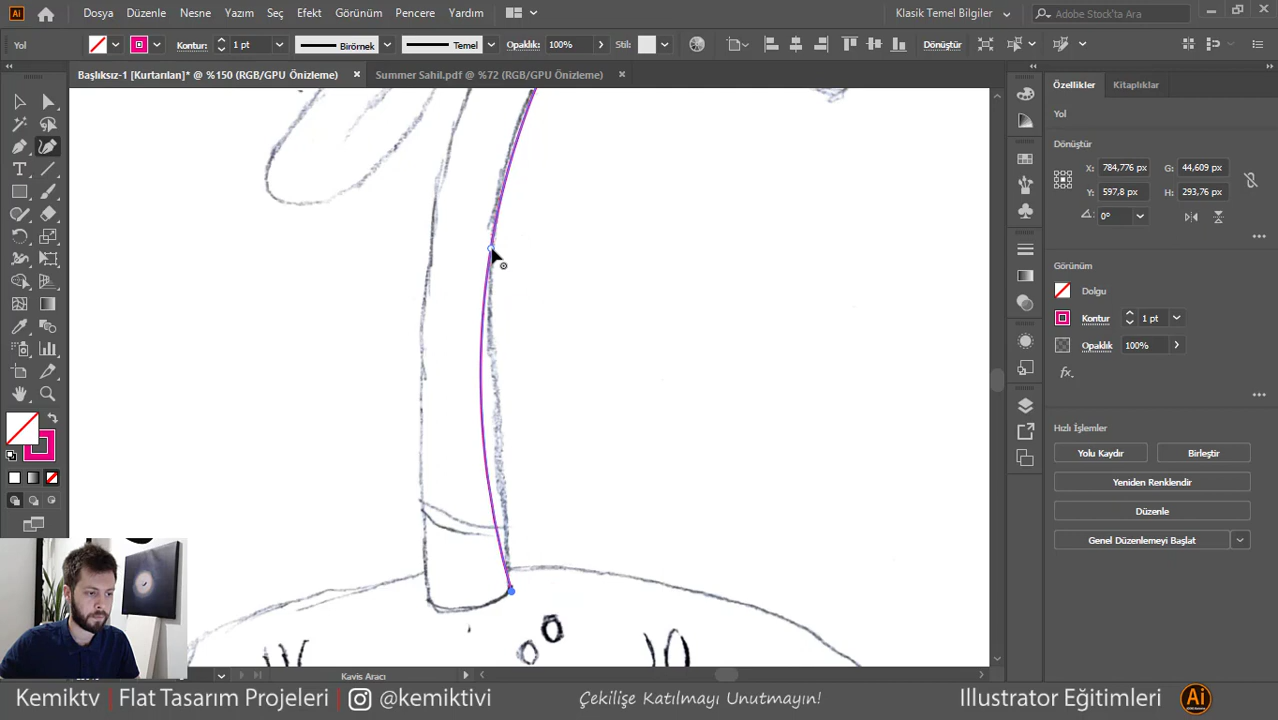 Ai
Dosya Düzenle Nesne Yazım Seç Efekt Görünüm Pencere Yardım
Klasik Temel Bilgiler
Adobe Stock'ta Ara
Yol
Kontur:
1 pt
Birörnek
Temel
Opaklık:
100%
Stil:
Dönüştür
Başlıksız-1 [Kurtarılan]* @ %150 (RGB/GPU Önizleme)
Summer Sahil.pdf @ %72 (RGB/GPU Önizleme)
Özellikler
Kitaplıklar
Yol
Dönüştür
X: 784,776 px
G: 44,609 px
Y: 597,8 px
H: 293,76 px
0°
Görünüm
Dolgu
Kontur
1 pt
Opaklık
100%
fx.
Hızlı İşlemler
Yolu Kaydır
Birleştir
Yeniden Renklendir
Düzenle
Genel Düzenlemeyi Başlat
Kavis Aracı
Kemiktv | Flat Tasarım Projeleri | @kemiktivi
Çekilişe Katılmayı Unutmayın!
Illustrator Eğitimleri
Ai